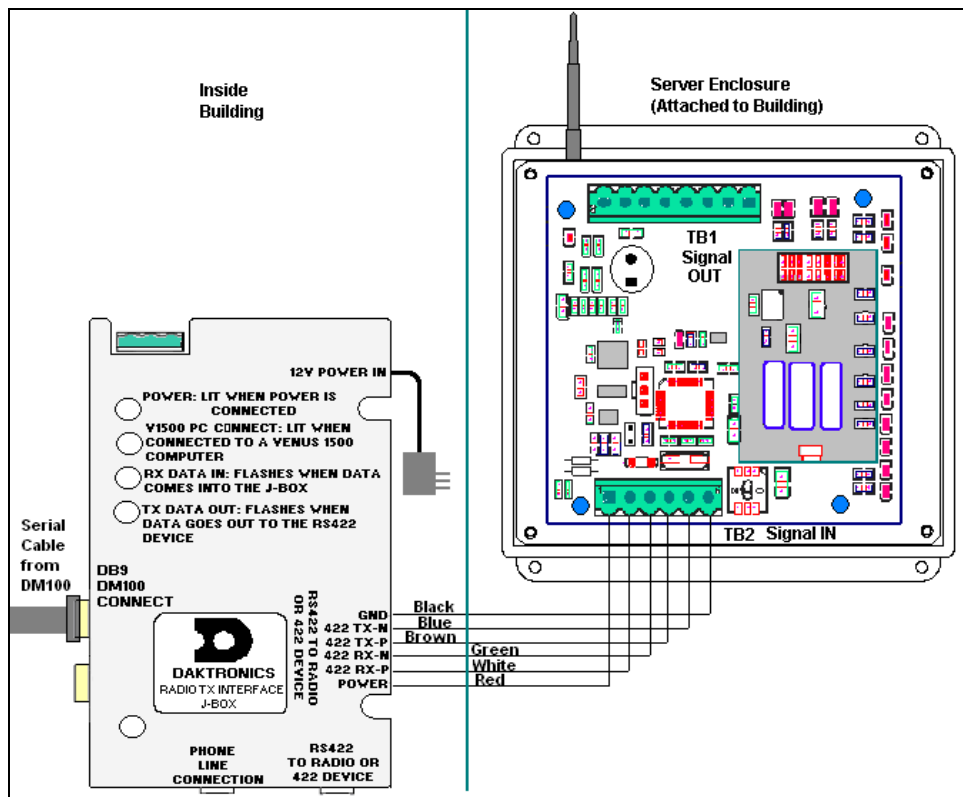 Inside
Building
Server Enclosure
(Attached to Building)
TB1
Signal
OUT
12V POWER IN
POWER: LIT WHEN POWER IS
CONNECTED
V1500 PC CONNECT: LIT WHEN
CONNECTED TO A VENUS 1500
COMPUTER
RX DATA IN: FLASHES WHEN DATA
COMES INTO THE J-BOX
TX DATA OUT: FLASHES WHEN
DATA GOES OUT TO THE RS422
DEVICE
TB2 Signal IN
Serial
Cable
from
DM100
DB9
DM100
CONNECT
RS422 TO RADIO
OR 422 DEVICE
GND
422 TX-N
422 TX-P
422 RX-N
422 RX-P
POWER
Black
Blue
Brown
Green
White
Red
DAKTRONICS
RADIO TX INTERFACE
J-BOX
PHONE
LINE
CONNECTION
RS422
TO RADIO OR
422 DEVICE